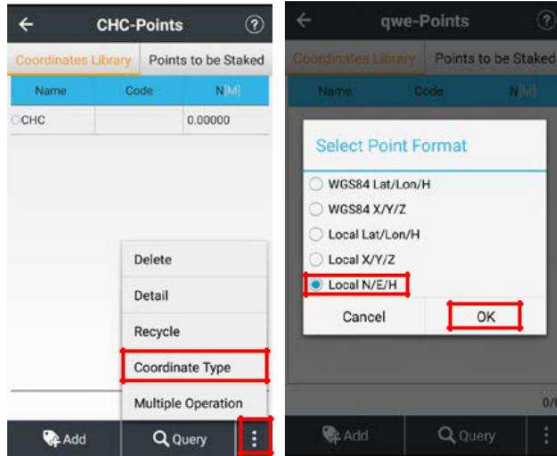 CHC-Points
Coordinates Library Points to be Staked
Name Code N[M]
CHC 0.00000
Delete
Detail
Recycle
Coordinate Type
Multiple Operation
Add Query
qwe-Points
Coordinates Library Points to be Staked
Name Code N[M]
Select Point Format
WGS84 Lat/Lon/H
WGS84 X/Y/Z
Local Lat/Lon/H
Local X/Y/Z
Local N/E/H
Cancel OK
Add Query